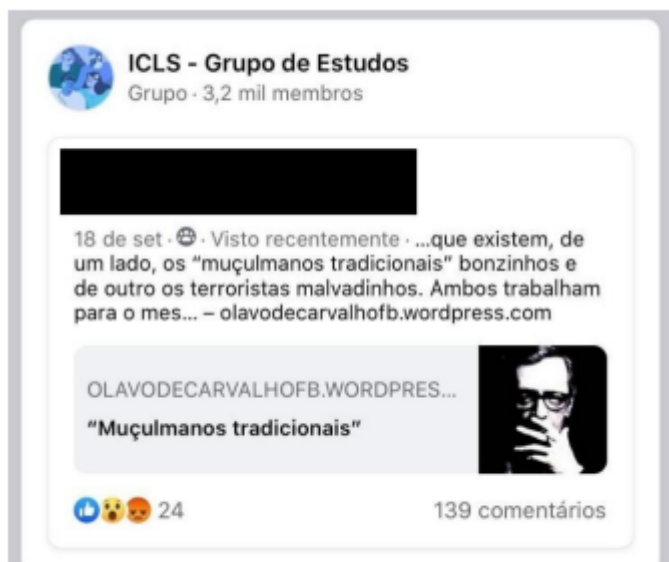 ICLS - Grupo de Estudos
Grupo · 3,2 mil membros
18 de set · · Visto recentemente · ...que existem, de
um lado, os “muçulmanos tradicionais” bonzinhos e
de outro os terroristas malvadinhos. Ambos trabalham
para o mes... – olavodecarvalhofb.wordpress.com
OLAVODECARVALHOFB.WORDPRES...
“Muçulmanos tradicionais”
24
139 comentários